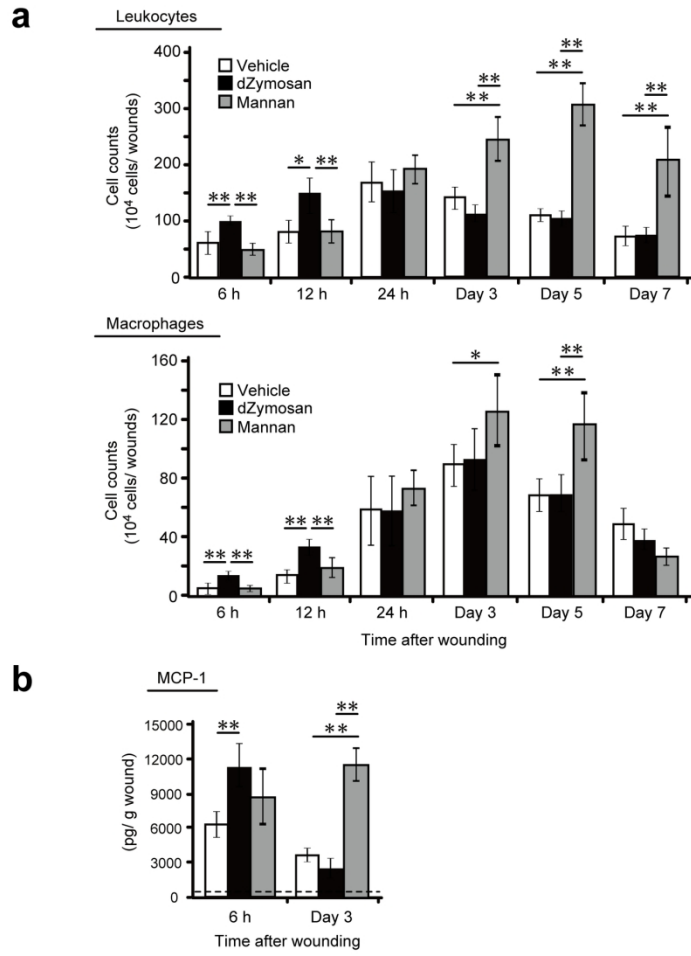 a
Leukocytes
400
300
200
100
0
Cell counts
(10⁴ cells/ wounds)
Vehicle
dZymosan
Mannan
** **
* **
**
**
**
**
**
**
6 h 12 h 24 h Day 3 Day 5 Day 7
Macrophages
160
120
80
40
0
Cell counts
(10⁴ cells/ wounds)
Vehicle
dZymosan
Mannan
** **
** **
*
**
**
6 h 12 h 24 h Day 3 Day 5 Day 7
Time after wounding
b
MCP-1
15000
12000
9000
6000
3000
0
(pg/ g wound)
**
**
**
6 h Day 3
Time after wounding